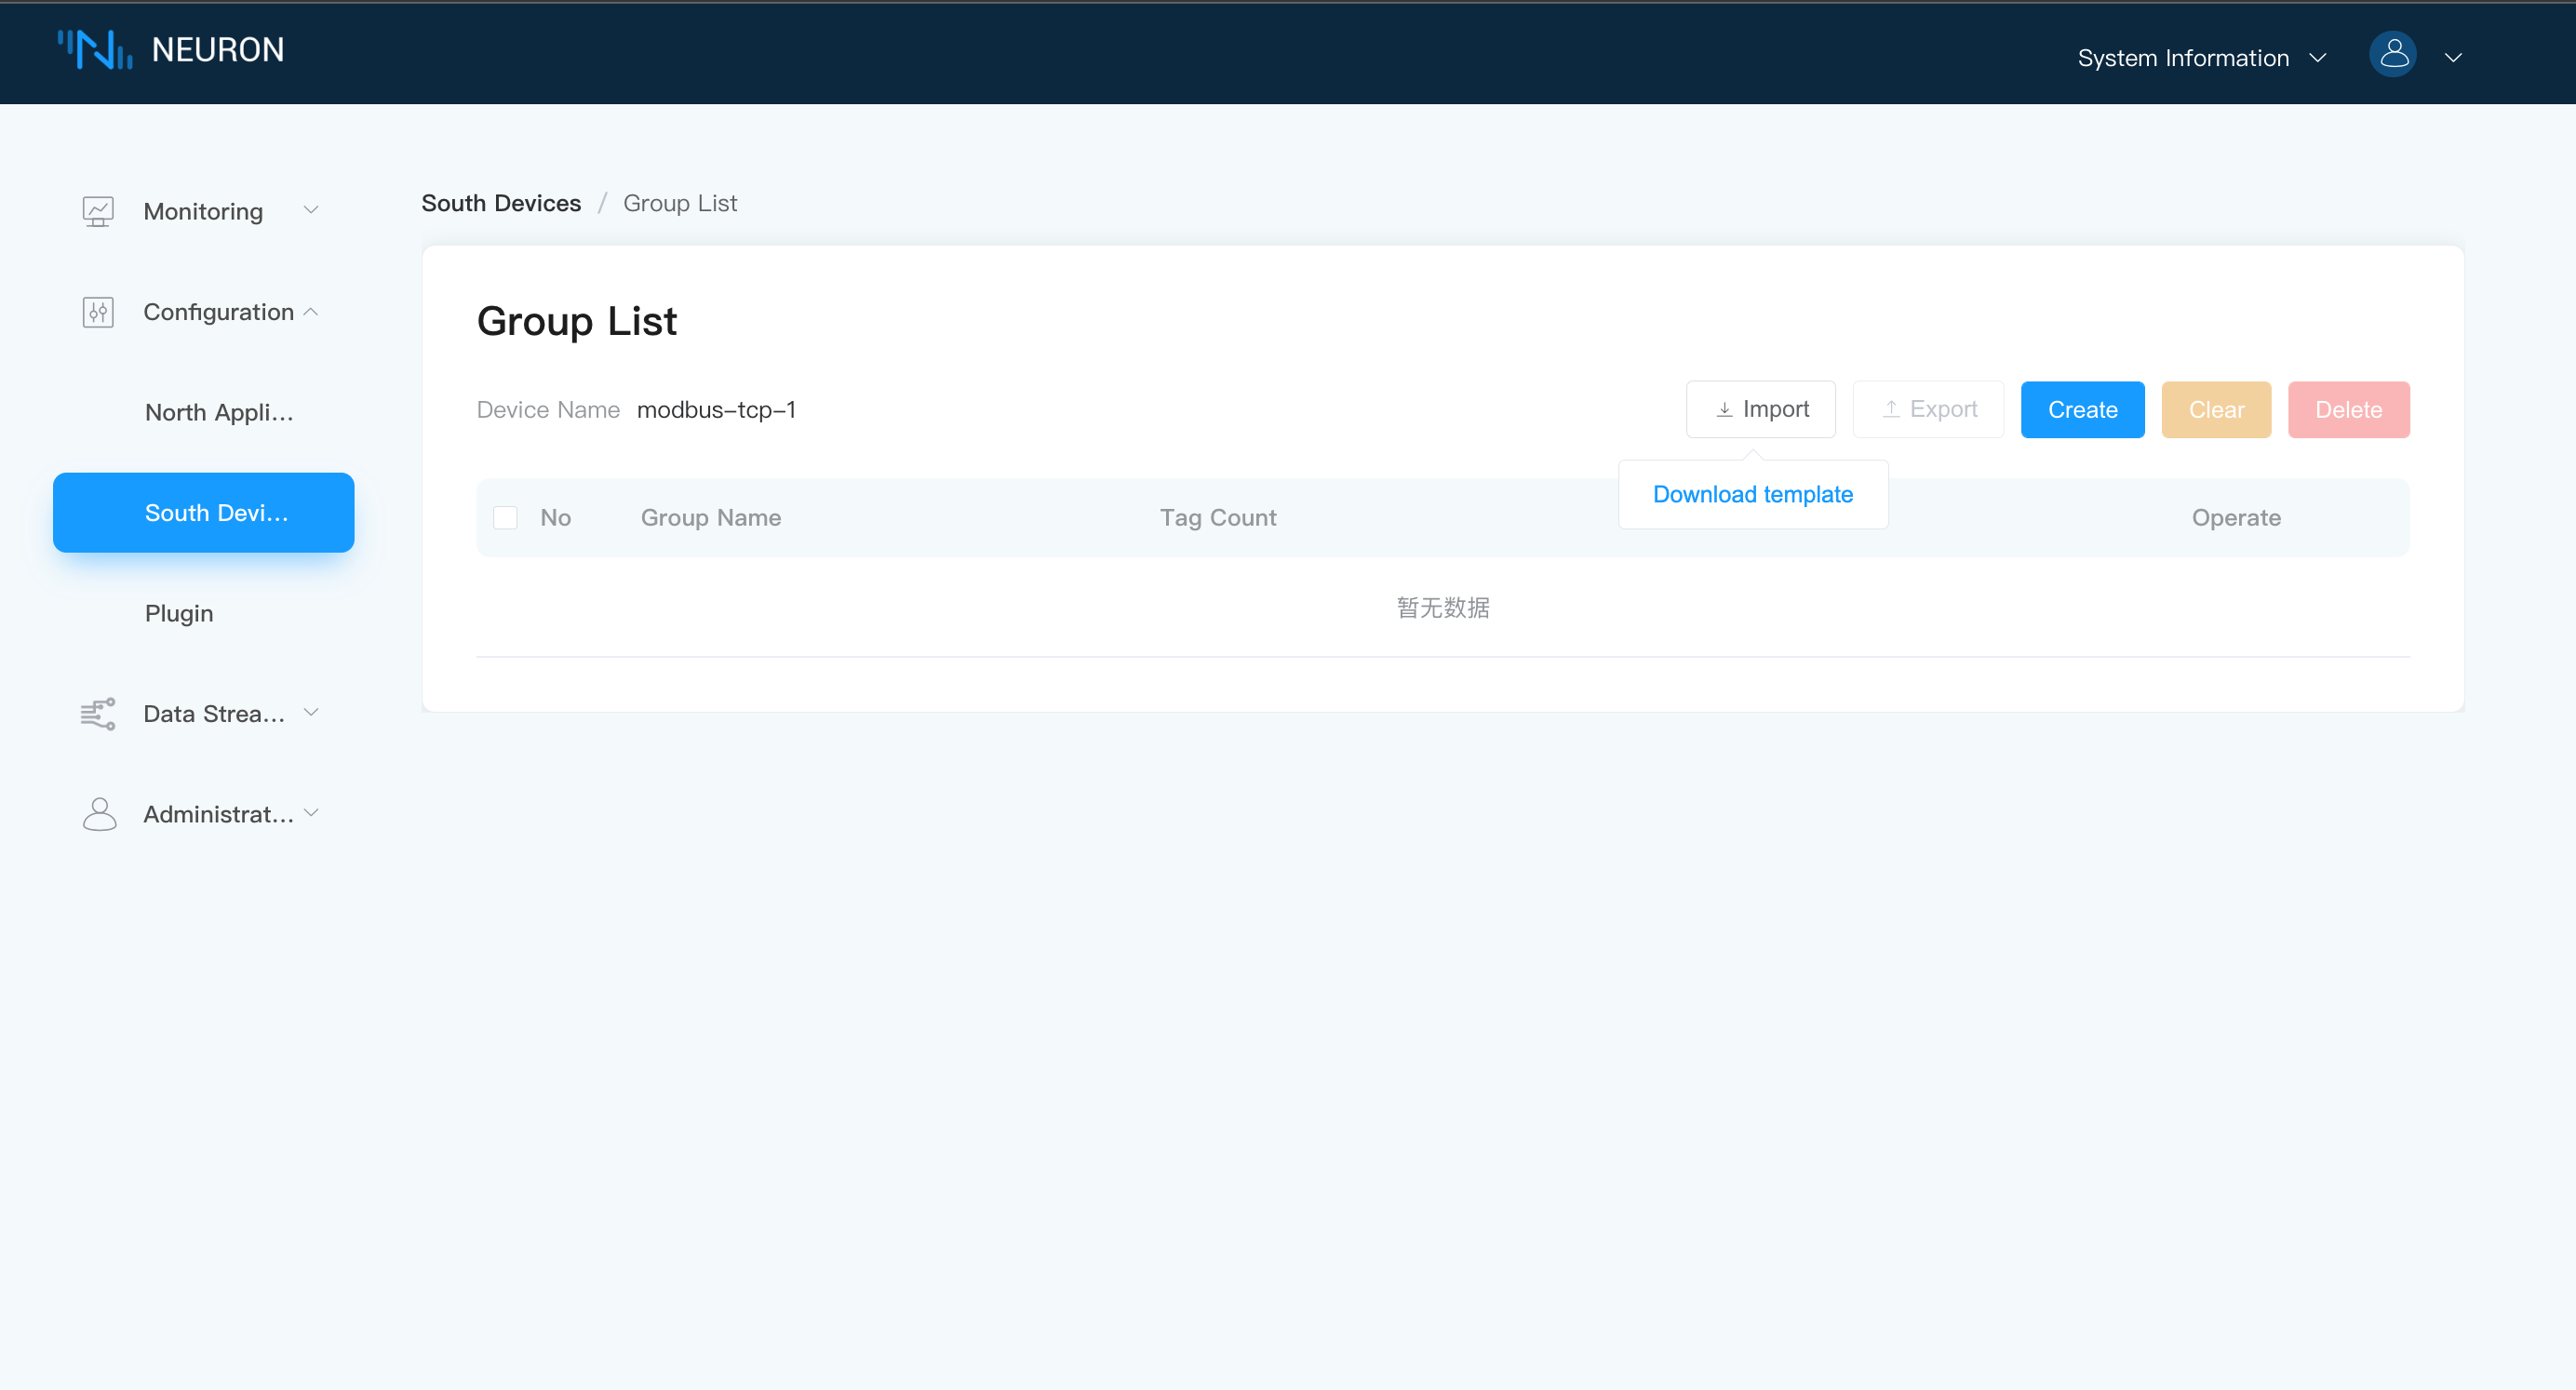 NEURON
System Information
Monitoring
Configuration
North Appli...
South Devi...
Plugin
Data Strea...
Administrat...
South Devices / Group List
Group List
Device Name modbus-tcp-1
Import
Export
Create
Clear
Delete
Download template
No Group Name Tag Count Operate
暂无数据